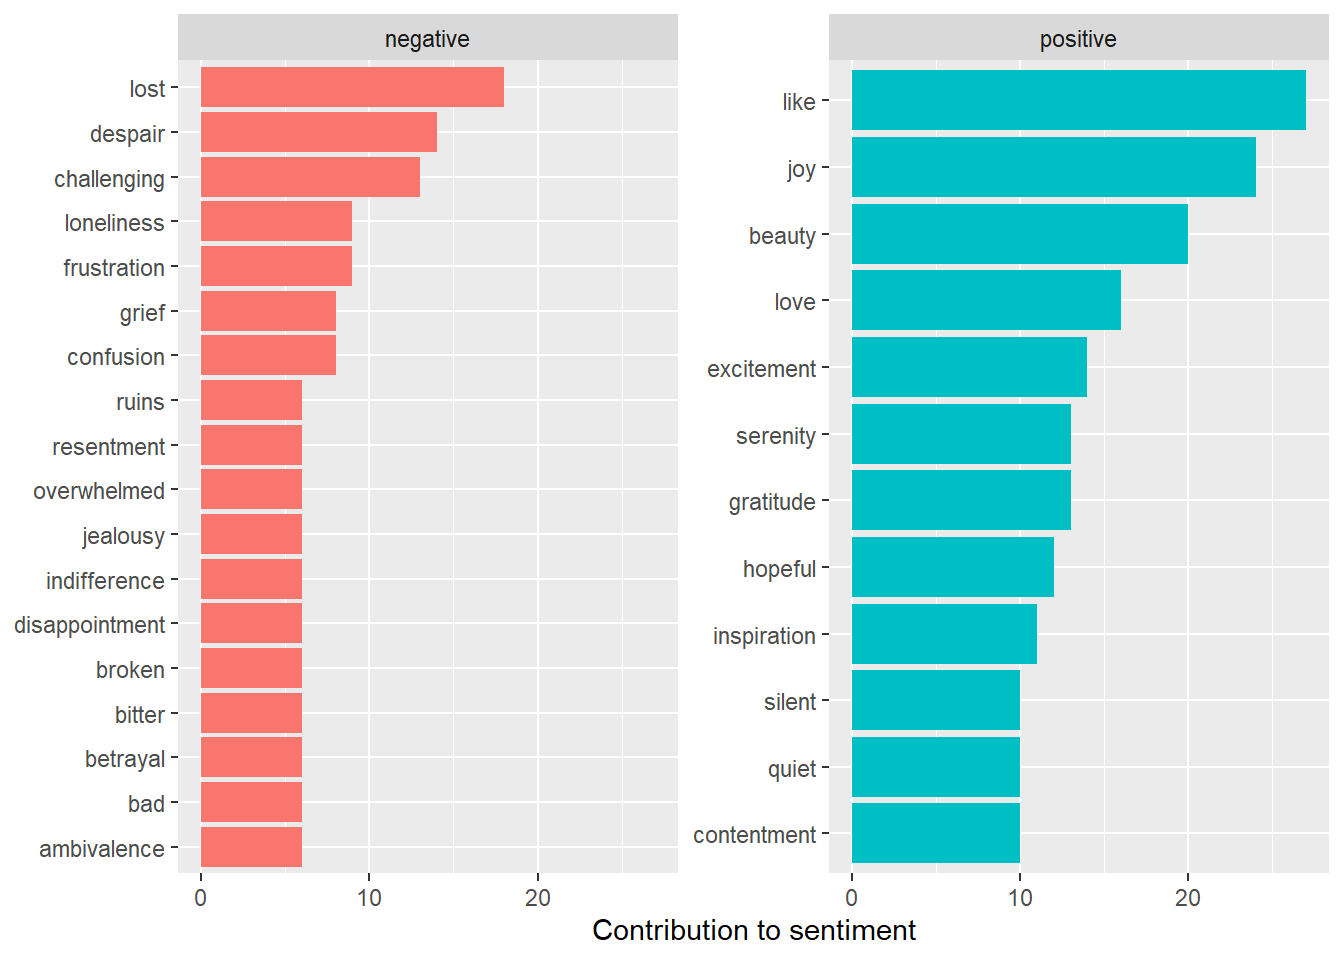 negative
lost
despair
challenging
loneliness
frustration
grief
confusion
ruins
resentment
overwhelmed
jealousy
indifference
disappointment
broken
bitter
betrayal
bad
ambivalence
0 10 20
positive
like
joy
beauty
love
excitement
serenity
gratitude
hopeful
inspiration
silent
quiet
contentment
0 10 20
Contribution to sentiment